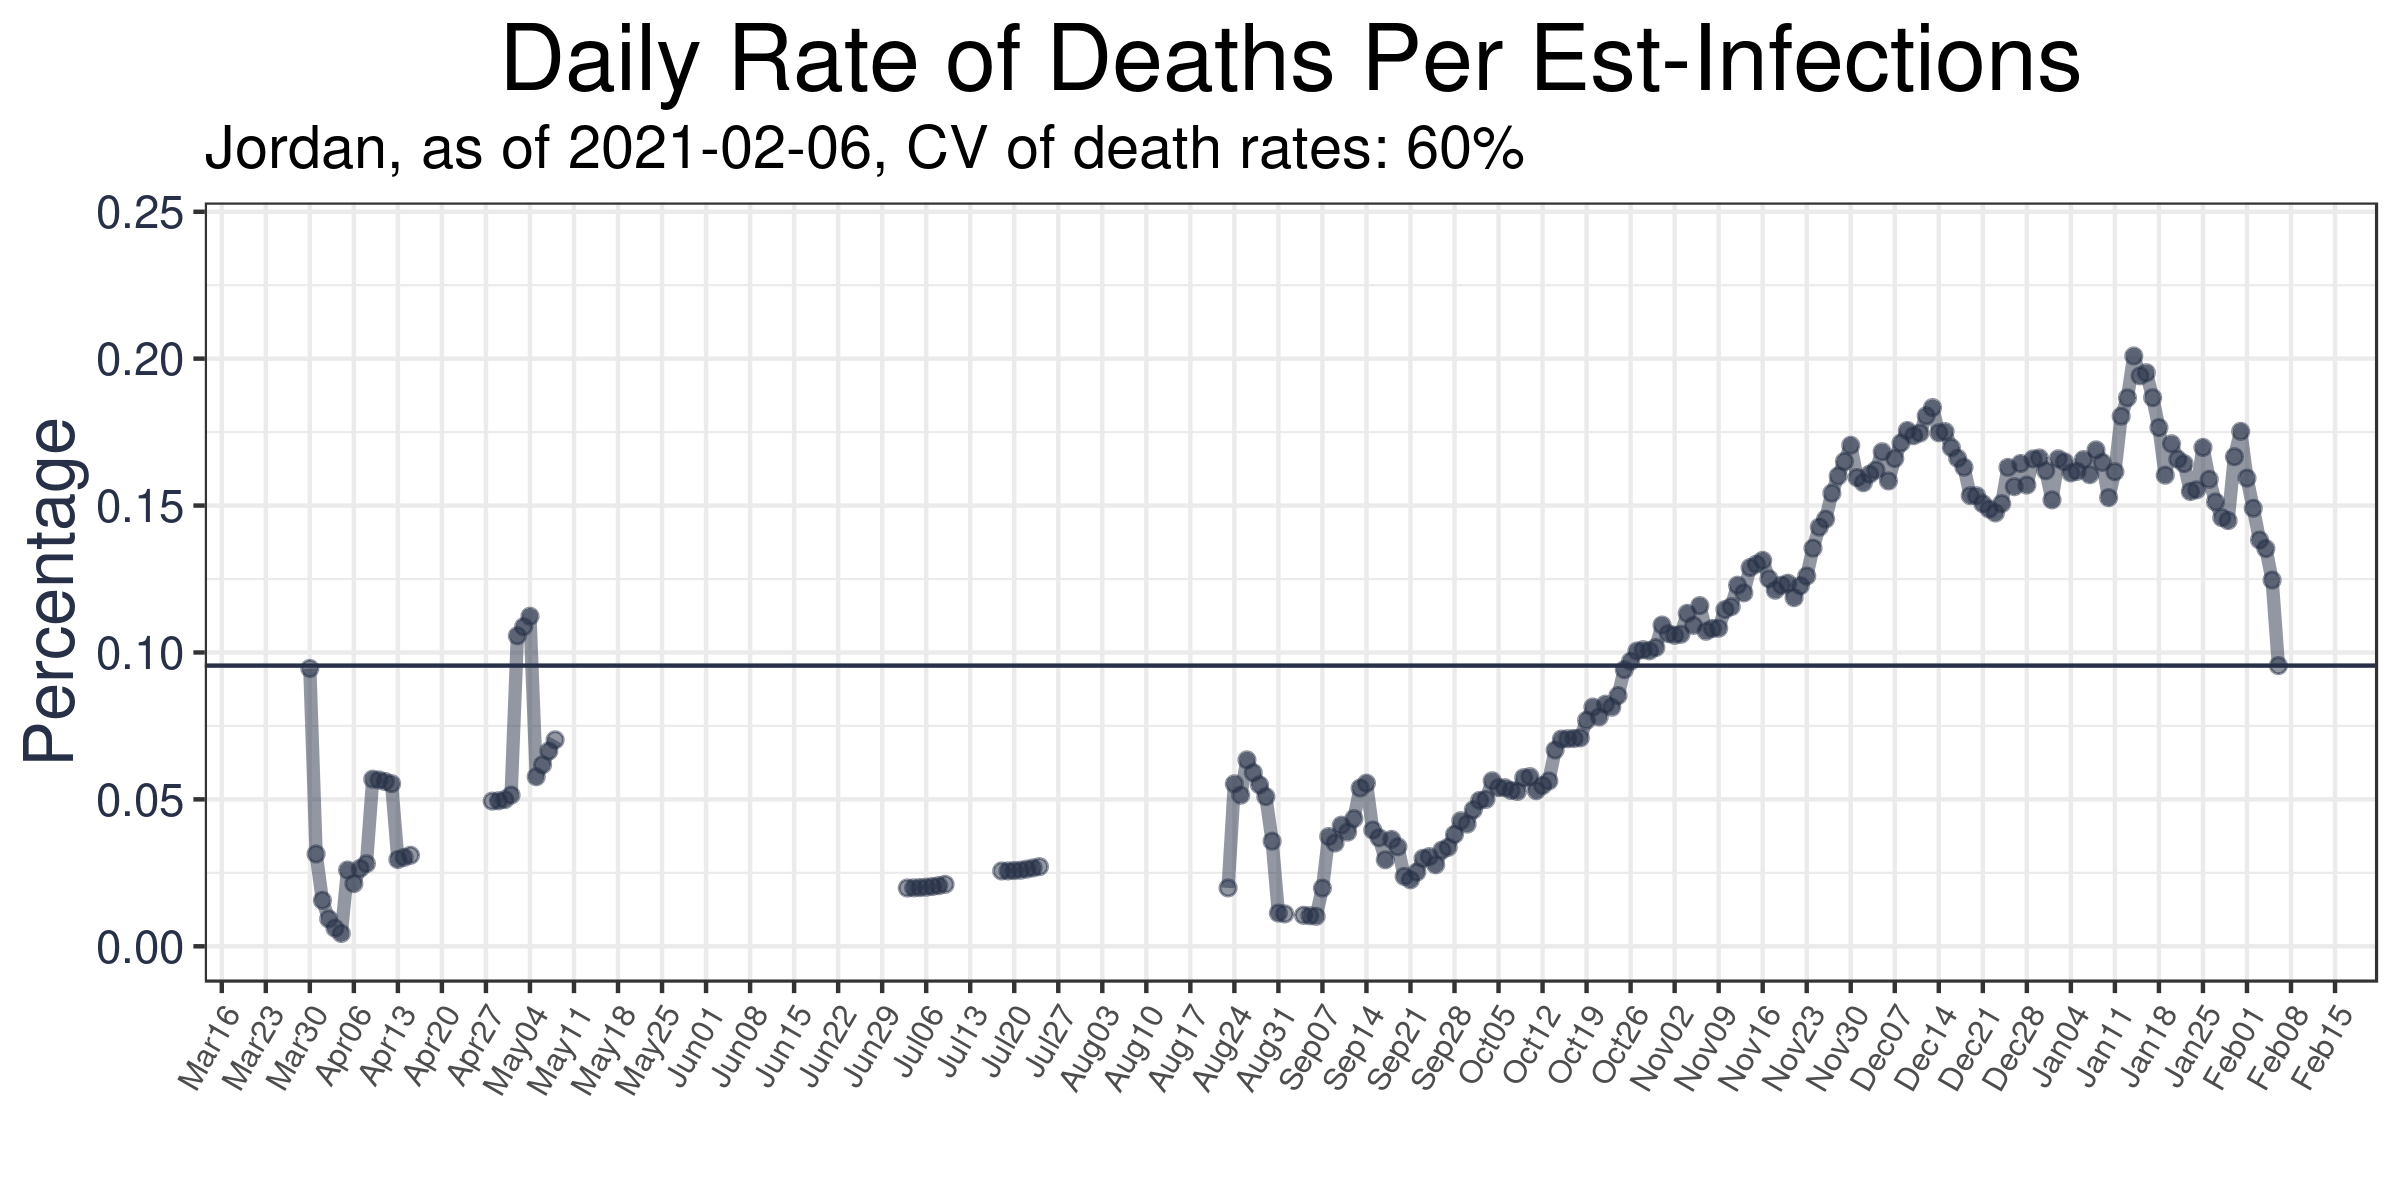 Daily Rate of Deaths Per Est-Infections
Jordan, as of 2021-02-06, CV of death rates: 60%
Percentage
0.25
0.20
0.15
0.10
0.05
0.00
Mar16
Mar23
Mar30
Apr06
Apr13
Apr20
Apr27
May04
May11
May18
May25
Jun01
Jun08
Jun15
Jun22
Jun29
Jul06
Jul13
Jul20
Jul27
Aug03
Aug10
Aug17
Aug24
Aug31
Sep07
Sep14
Sep21
Sep28
Oct05
Oct12
Oct19
Oct26
Nov02
Nov09
Nov16
Nov23
Nov30
Dec07
Dec14
Dec21
Dec28
Jan04
Jan11
Jan18
Jan25
Feb01
Feb08
Feb15